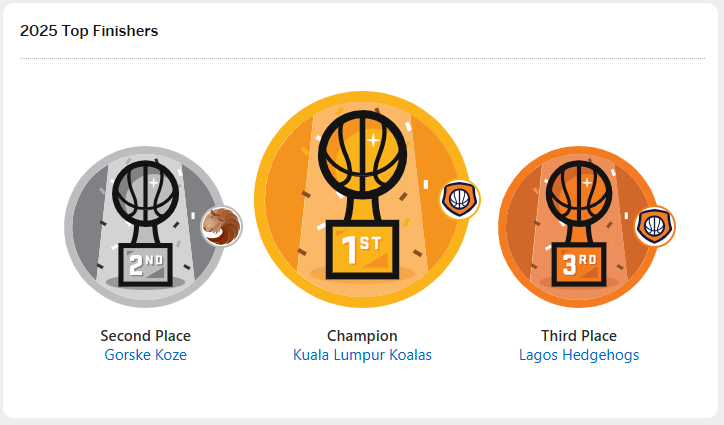 2025 Top Finishers
2ND
1ST
3RD
Second Place
Gorske Koze
Champion
Kuala Lumpur Koalas
Third Place
Lagos Hedgehogs